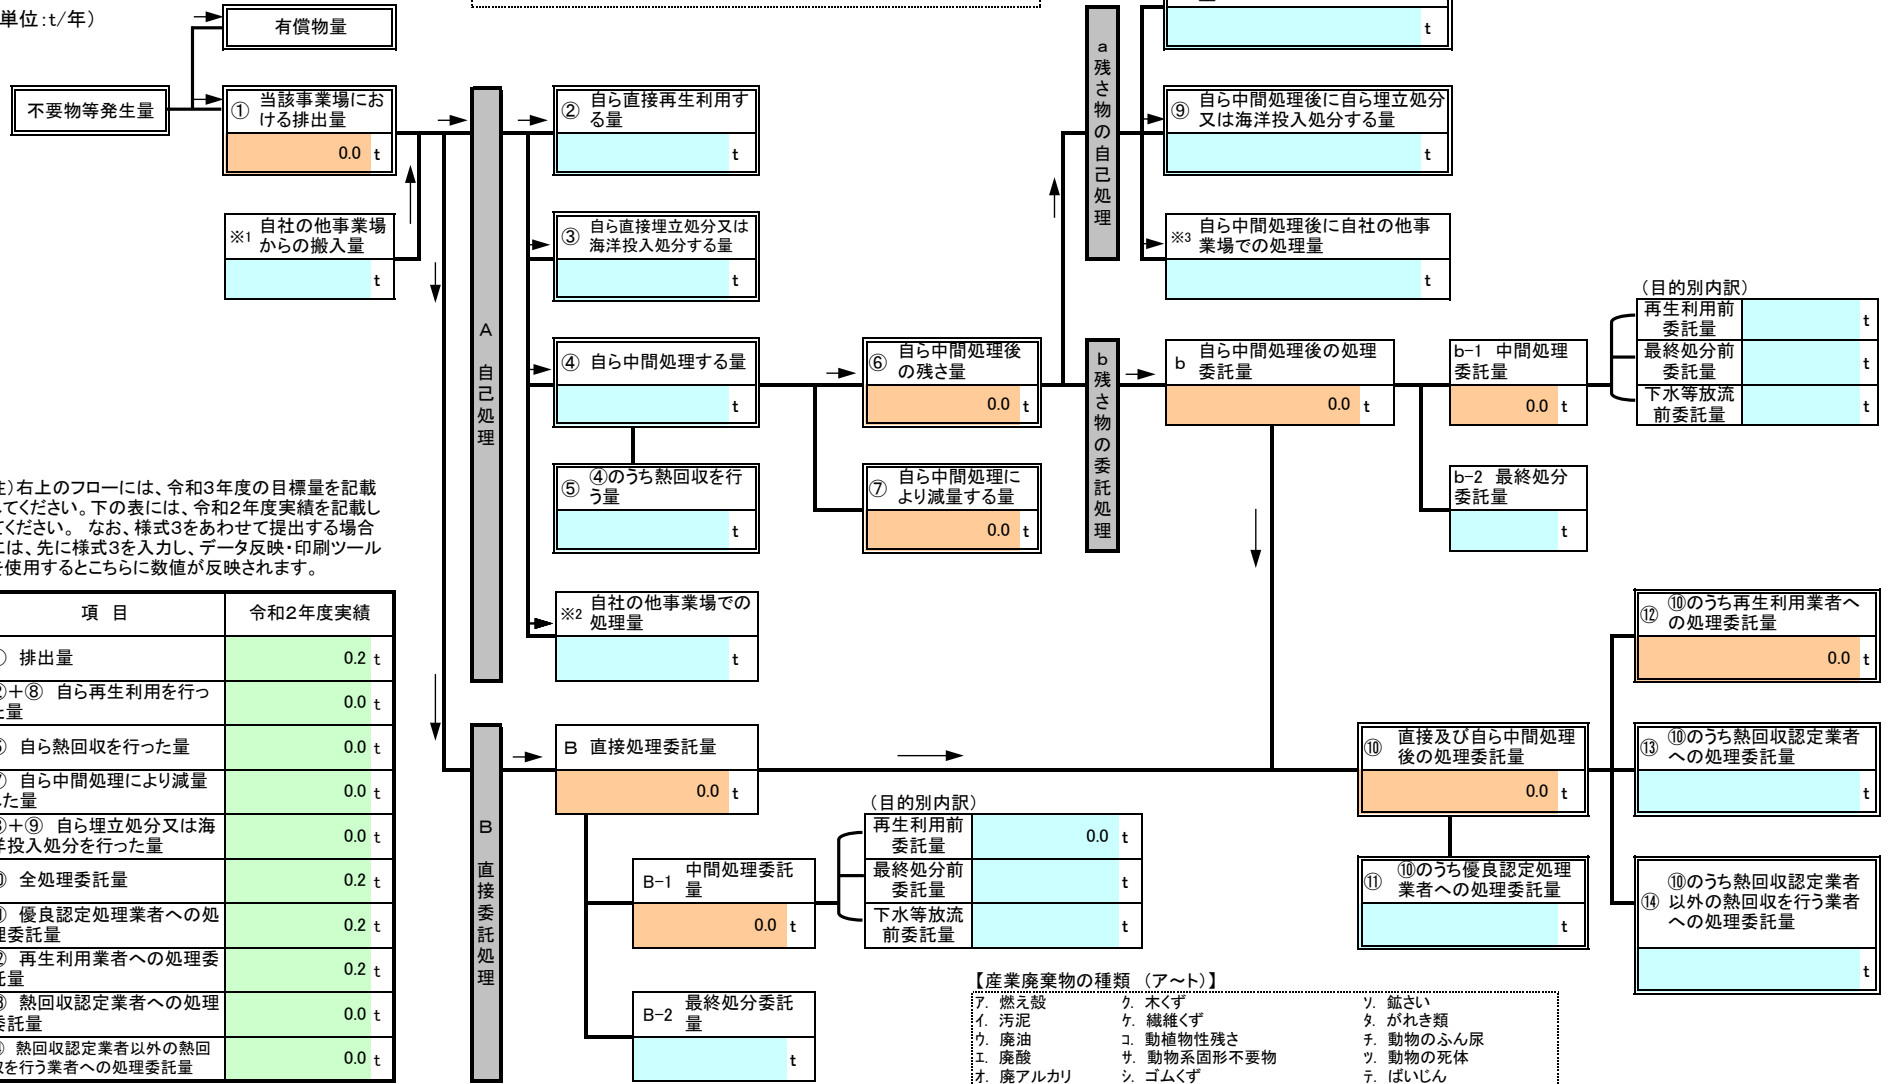 単位:t/年）
有償物量
不要物等発生量
① 当該事業場にお
ける排出量
0.0 t
※1 自社の他事業場
からの搬入量
t
A 自己処理
② 自ら直接再生利用す
る量
t
③ 自ら直接埋立処分又は
海洋投入処分する量
t
④ 自ら中間処理する量
t
⑤ ④のうち熱回収を行
う量
t
※2 自社の他事業場での
処理量
t
⑥ 自ら中間処理後
の残さ量
0.0 t
⑦ 自ら中間処理に
より減量する量
0.0 t
a 残さ物の自己処理
t
⑨ 自ら中間処理後に自ら埋立処分
又は海洋投入処分する量
t
※3 自ら中間処理後に自社の他事
業場での処理量
t
b 残さ物の委託処理
b 自ら中間処理後の処理
委託量
0.0 t
b-1 中間処理
委託量
0.0 t
b-2 最終処分
委託量
t
（目的別内訳）
再生利用前
委託量
t
最終処分前
委託量
t
下水等放流
前委託量
t
）右上のフローには、令和3年度の目標量を記載
してください。下の表には、令和2年度実績を記載し
てください。 なお、様式3をあわせて提出する場合
には、先に様式3を入力し、データ反映・印刷ツール
を使用するとこちらに数値が反映されます。
項 目 令和2年度実績
排出量 0.2 t
＋⑧ 自ら再生利用を行っ
た量 0.0 t
自ら熱回収を行った量 0.0 t
自ら中間処理により減量
した量 0.0 t
＋⑨ 自ら埋立処分又は海
洋投入処分を行った量 0.0 t
全処理委託量 0.2 t
優良認定処理業者への処
理委託量 0.2 t
再生利用業者への処理委
託量 0.2 t
熱回収認定業者への処理
委託量 0.0 t
熱回収認定業者以外の熱回
収を行う業者への処理委託量 0.0 t
B 直接委託処理
B 直接処理委託量
0.0 t
B-1 中間処理委託
量
0.0 t
B-2 最終処分委託
量
t
（目的別内訳）
再生利用前
委託量
0.0 t
最終処分前
委託量
t
下水等放流
前委託量
t
⑩ 直接及び自ら中間処理
後の処理委託量
0.0 t
⑪ ⑩のうち優良認定処理
業者への処理委託量
t
⑫ ⑩のうち再生利用業者へ
の処理委託量
0.0 t
⑬ ⑩のうち熱回収認定業者
への処理委託量
t
⑭ ⑩のうち熱回収認定業者
以外の熱回収を行う業者
への処理委託量
t
【産業廃棄物の種類 （ア～ト）】
ア. 燃え殻 ク. 木くず ソ. 鉱さい
イ. 汚泥 ケ. 繊維くず タ. がれき類
ウ. 廃油 コ. 動植物性残さ チ. 動物のふん尿
エ. 廃酸 サ. 動物系固形不要物 ツ. 動物の死体
オ. 廃アルカリ シ. ゴムくず テ. ばいじん